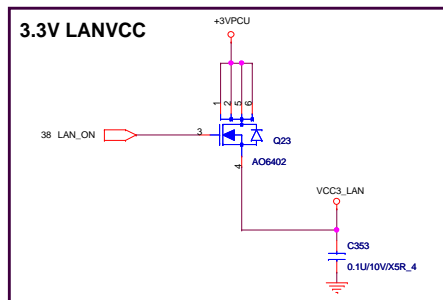 3.3V LANVCC
+3VPCU
1
2
5
6
38 LAN_ON
3
Q23
4
AO6402
VCC3_LAN
C353
0.1U/10V/X5R_4